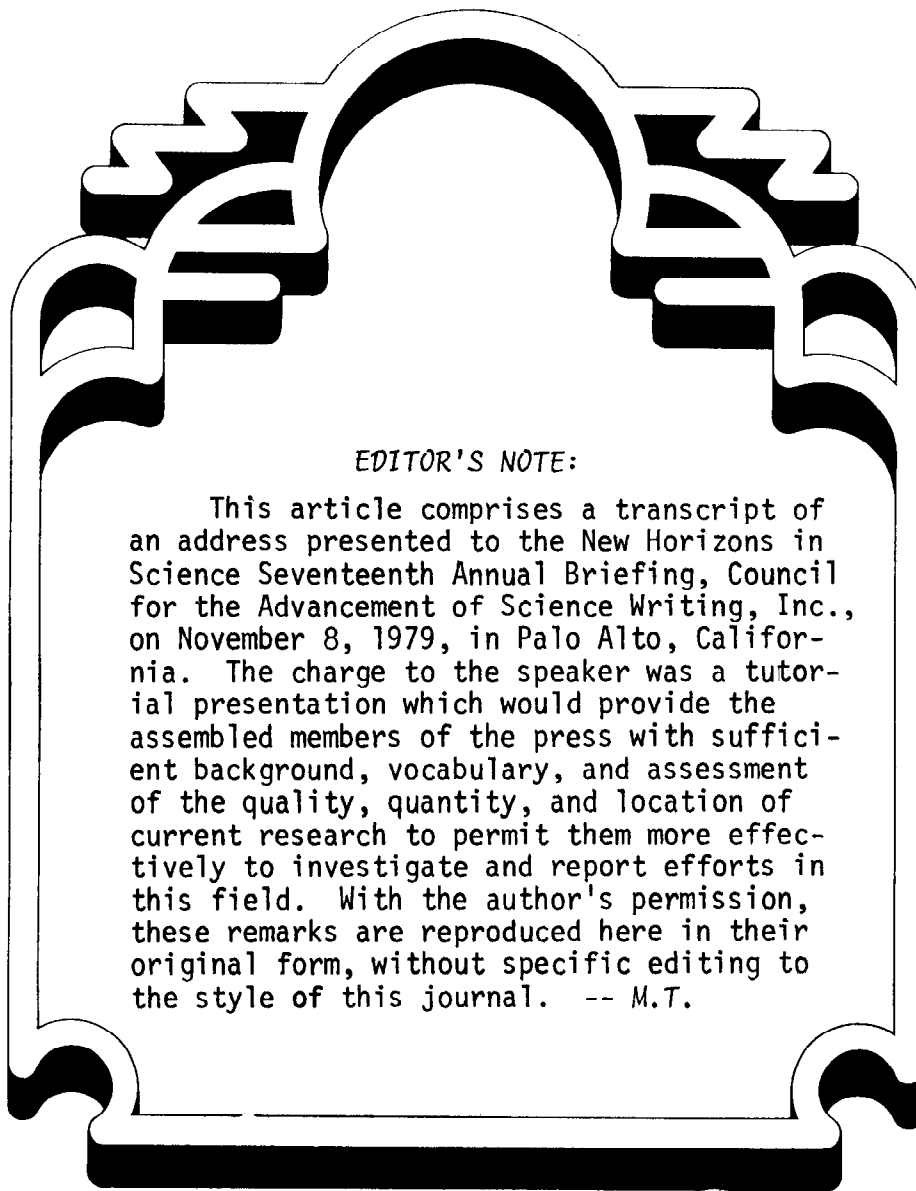 EDITOR'S NOTE:
This article comprises a transcript of
an address presented to the New Horizons in
Science Seventeenth Annual Briefing, Council
for the Advancement of Science Writing, Inc.,
on November 8, 1979, in Palo Alto, Califor-
nia. The charge to the speaker was a tutor-
ial presentation which would provide the
assembled members of the press with suffici-
ent background, vocabulary, and assessment
of the quality, quantity, and location of
current research to permit them more effec-
tively to investigate and report efforts in
this field. With the author's permission,
these remarks are reproduced here in their
original form, without specific editing to
the style of this journal. -- M.T.